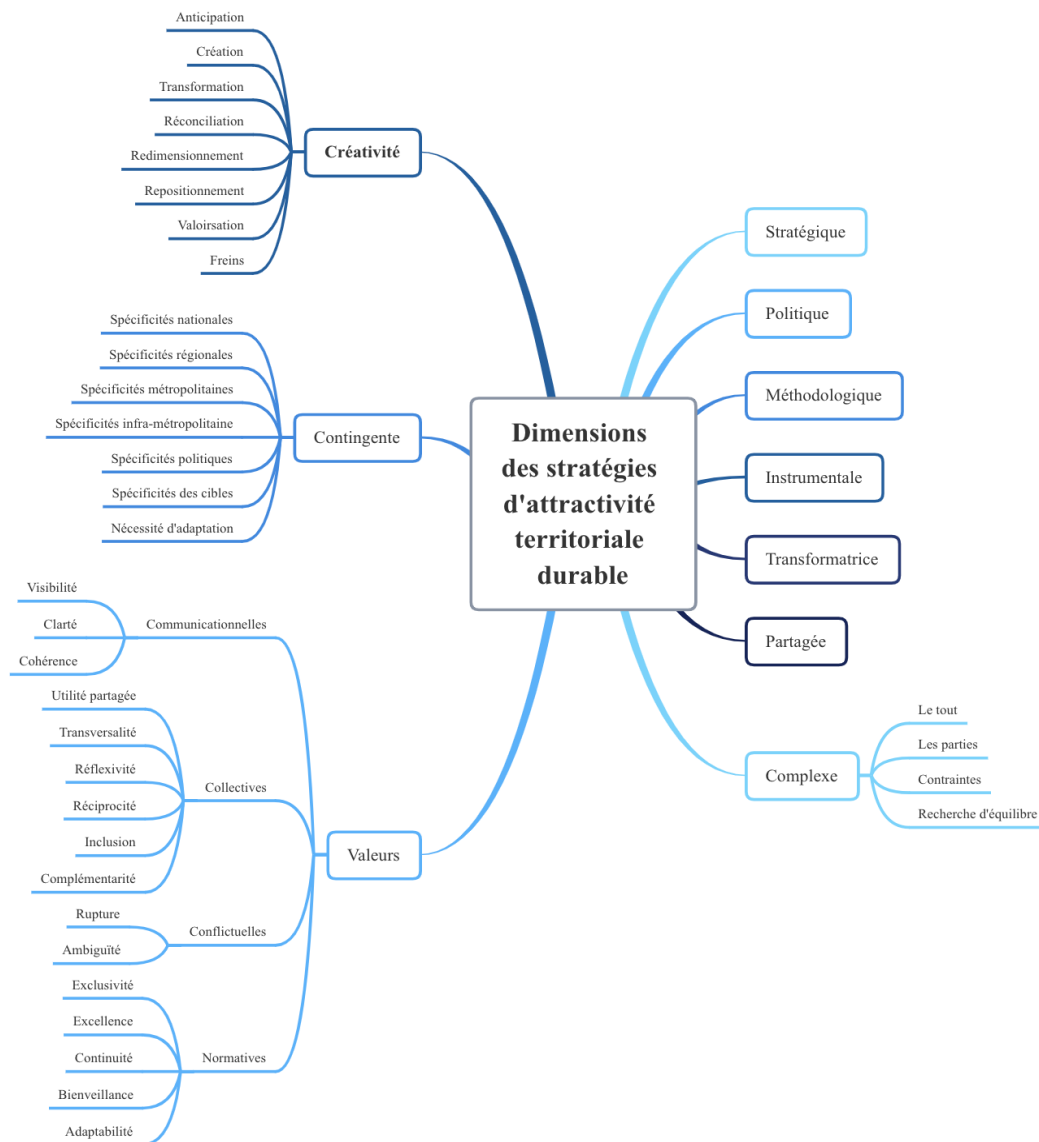 Dimensions
des stratégies
d'attractivité
territoriale
durable
Créativité
Anticipation
Création
Transformation
Réconciliation
Redimensionnement
Repositionnement
Valoirsation
Freins
Contingente
Spécificités nationales
Spécificités régionales
Spécificités métropolitaines
Spécificités infra-métropolitaine
Spécificités politiques
Spécificités des cibles
Nécessité d'adaptation
Valeurs
Communicationnelles
Visibilité
Clarté
Cohérence
Collectives
Utilité partagée
Transversalité
Réflexivité
Réciprocité
Inclusion
Complémentarité
Conflictuelles
Rupture
Ambiguïté
Normatives
Exclusivité
Excellence
Continuité
Bienveillance
Adaptabilité
Stratégique
Politique
Méthodologique
Instrumentale
Transformatrice
Partagée
Complexe
Le tout
Les parties
Contraintes
Recherche d'équilibre